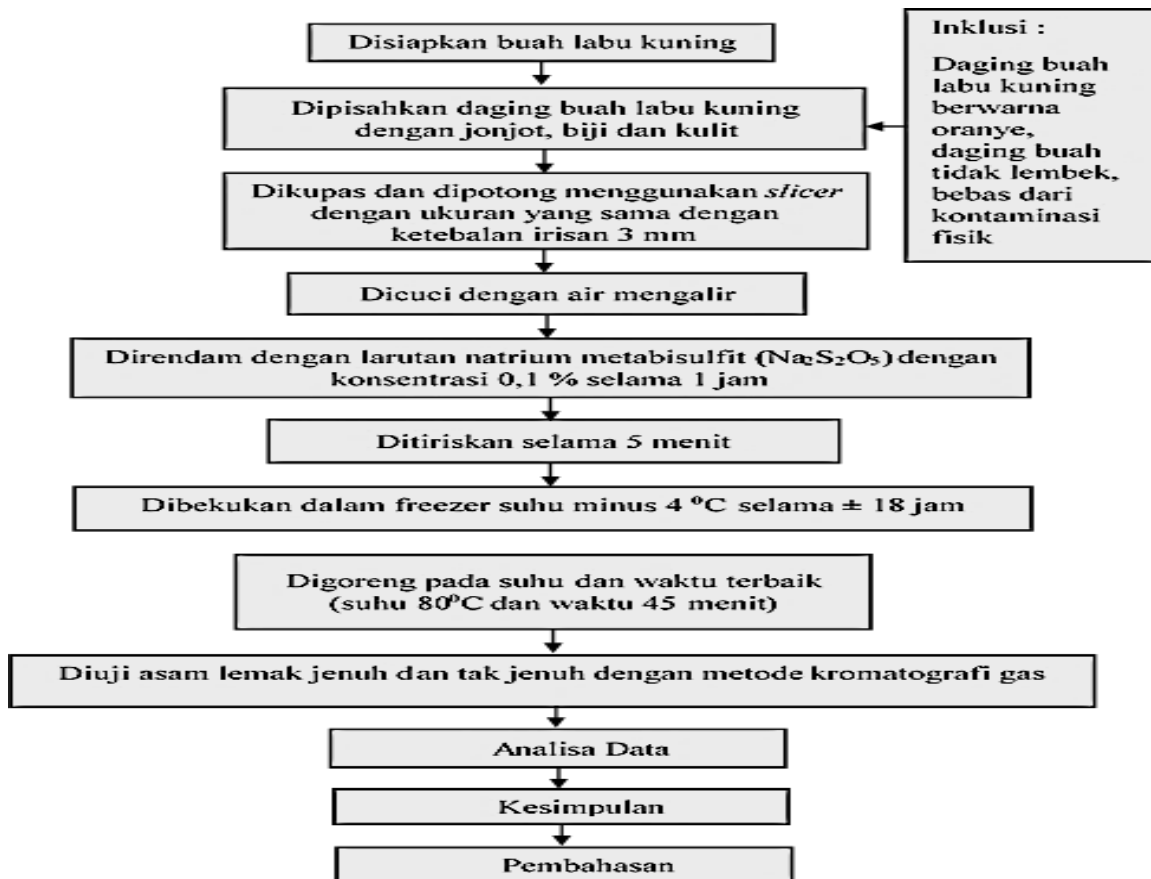 Disiapkan buah labu kuning
Dipisahkan daging buah labu kuning
dengan jonjot, biji dan kulit
Inklusi :
Daging buah
labu kuning
berwarna
oranye,
daging buah
tidak lembek,
bebas dari
kontaminasi
fisik
Dikupas dan dipotong menggunakan slicer
dengan ukuran yang sama dengan
ketebalan irisan 3 mm
Dicuci dengan air mengalir
Direndam dengan larutan natrium metabisulfit (Na₂S₂O₅) dengan
konsentrasi 0,1 % selama 1 jam
Ditiriskan selama 5 menit
Dibekukan dalam freezer suhu minus 4 ⁰C selama ± 18 jam
Digoreng pada suhu dan waktu terbaik
(suhu 80⁰C dan waktu 45 menit)
Diuji asam lemak jenuh dan tak jenuh dengan metode kromatografi gas
Analisa Data
Kesimpulan
Pembahasan